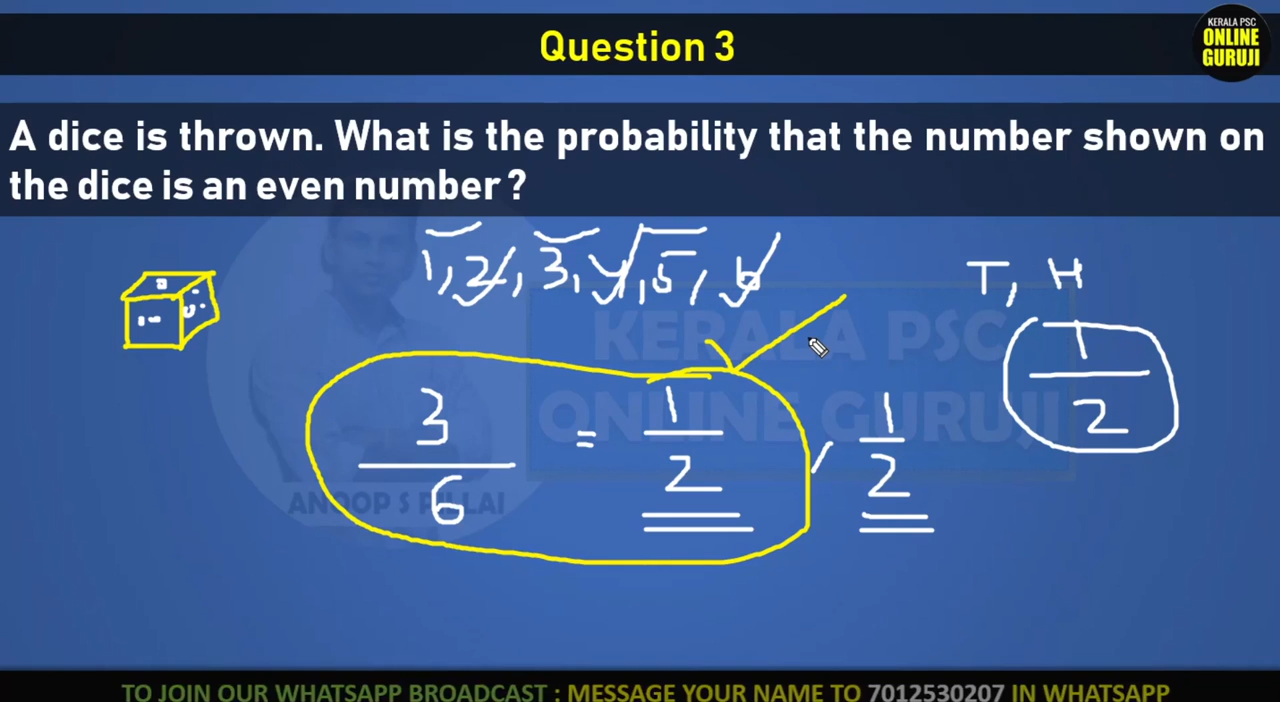 Question 3
KERALA PSC
ONLINE
GURUJI
A dice is thrown. What is the probability that the number shown on
the dice is an even number?
1, 2, 3, 4, 5, 6
T, H
3/6 = 1/2, 1/2
1/2
KERALA PSC
ONLINE GURUJI
ANOOP S PILLAI
TO JOIN OUR WHATSAPP BROADCAST : MESSAGE YOUR NAME TO 7012530207 IN WHATSAPP